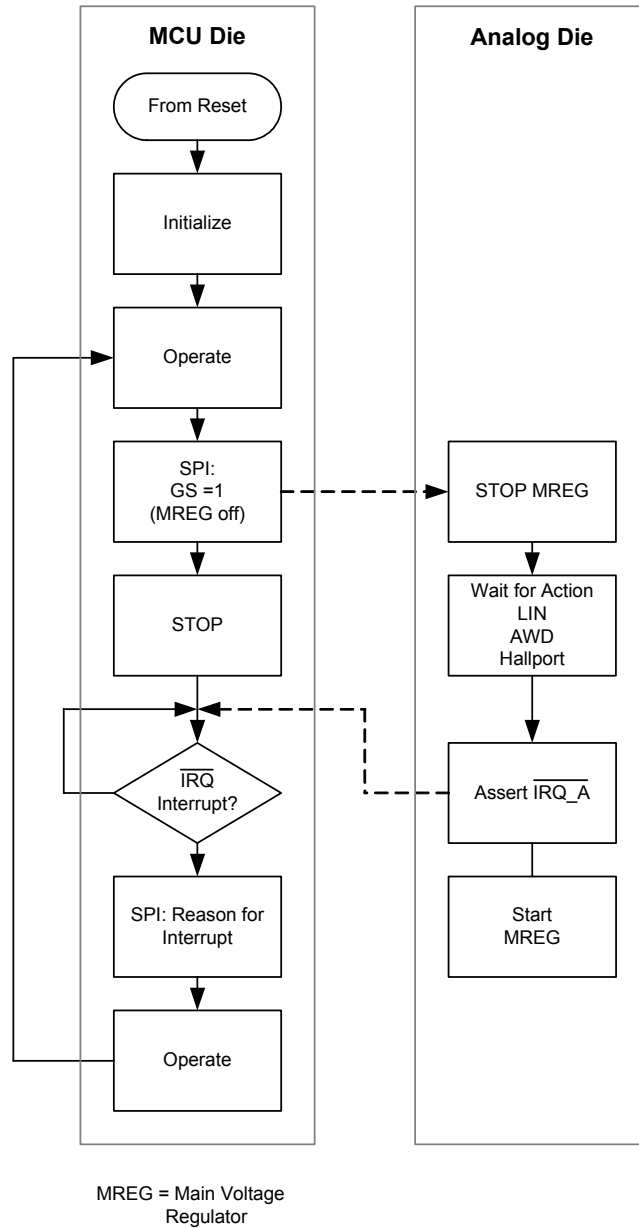 MCU Die
From Reset
Initialize
Operate
SPI:
GS =1
(MREG off)
STOP
IRQ
Interrupt?
SPI: Reason for
Interrupt
Operate
Analog Die
STOP MREG
Wait for Action
LIN
AWD
Hallport
Assert IRQ_A
Start
MREG
MREG = Main Voltage
Regulator